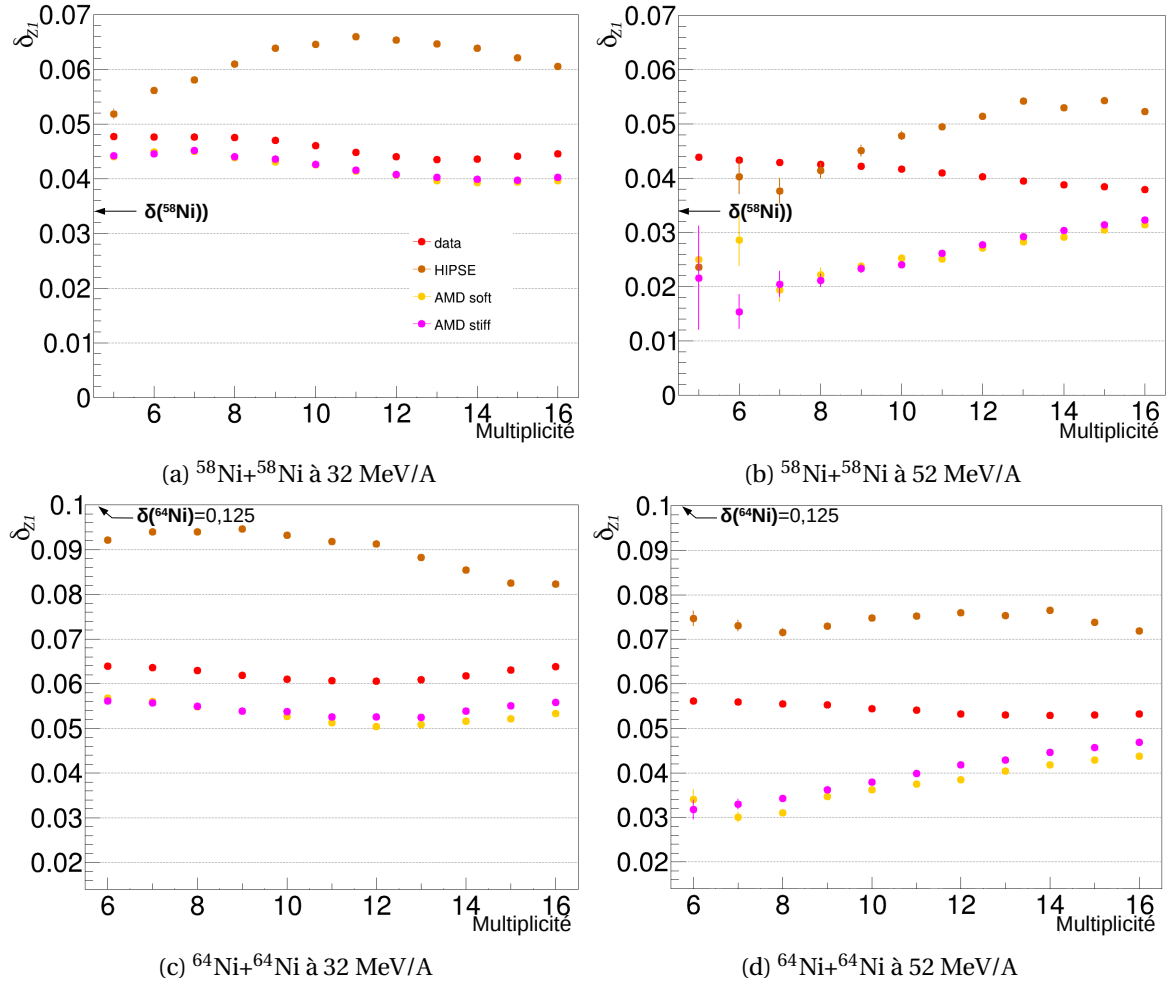 δZ1
0.07
0.06
0.05
0.04
0.03
0.02
0.01
0
δ(⁵⁸Ni))
data
HIPSE
AMD soft
AMD stiff
6 8 10 12 14 16
Multiplicité
(a) ⁵⁸Ni+⁵⁸Ni à 32 MeV/A
δZ1
0.07
0.06
0.05
0.04
0.03
0.02
0.01
0
δ(⁵⁸Ni))
6 8 10 12 14 16
Multiplicité
(b) ⁵⁸Ni+⁵⁸Ni à 52 MeV/A
δZ1
0.1
0.09
0.08
0.07
0.06
0.05
0.04
0.03
0.02
δ(⁶⁴Ni)=0,125
6 8 10 12 14 16
Multiplicité
(c) ⁶⁴Ni+⁶⁴Ni à 32 MeV/A
δZ1
0.1
0.09
0.08
0.07
0.06
0.05
0.04
0.03
0.02
δ(⁶⁴Ni)=0,125
6 8 10 12 14 16
Multiplicité
(d) ⁶⁴Ni+⁶⁴Ni à 52 MeV/A